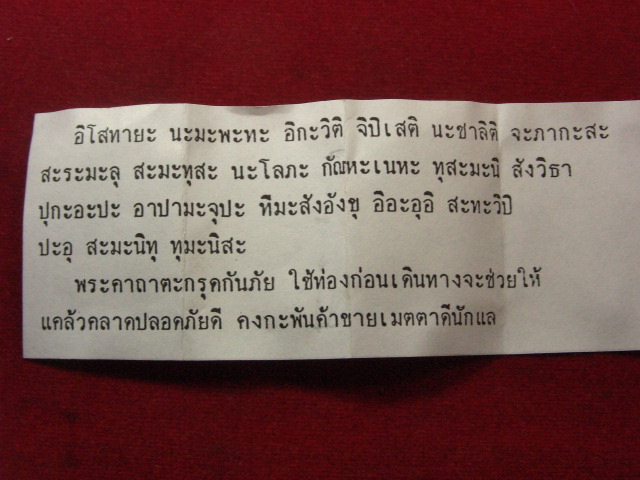 อิโสทายะ นะมะพะทะ อิกะวิติ จิปิเสติ นะชาลิติ จะภากะสะ
สะระมะลุ สะมะทุสะ นะโลภะ กัณหะเนหะ ทุสะมะนิ สังวิธา
ปุกะอะปะ อาปามะจุปะ ทีมะสังอังขุ อิอะอุอิ สะทะวิปิ
ปะอุ สะมะนิทุ ทุมะนิสะ
พระคาถาตะกรุดกันภัย ใช้ท่องก่อนเดินทางจะช่วยให้
แคล้วคลาดปลอดภัยดี คงกะพันค้าขายเมตตาดีนักแล